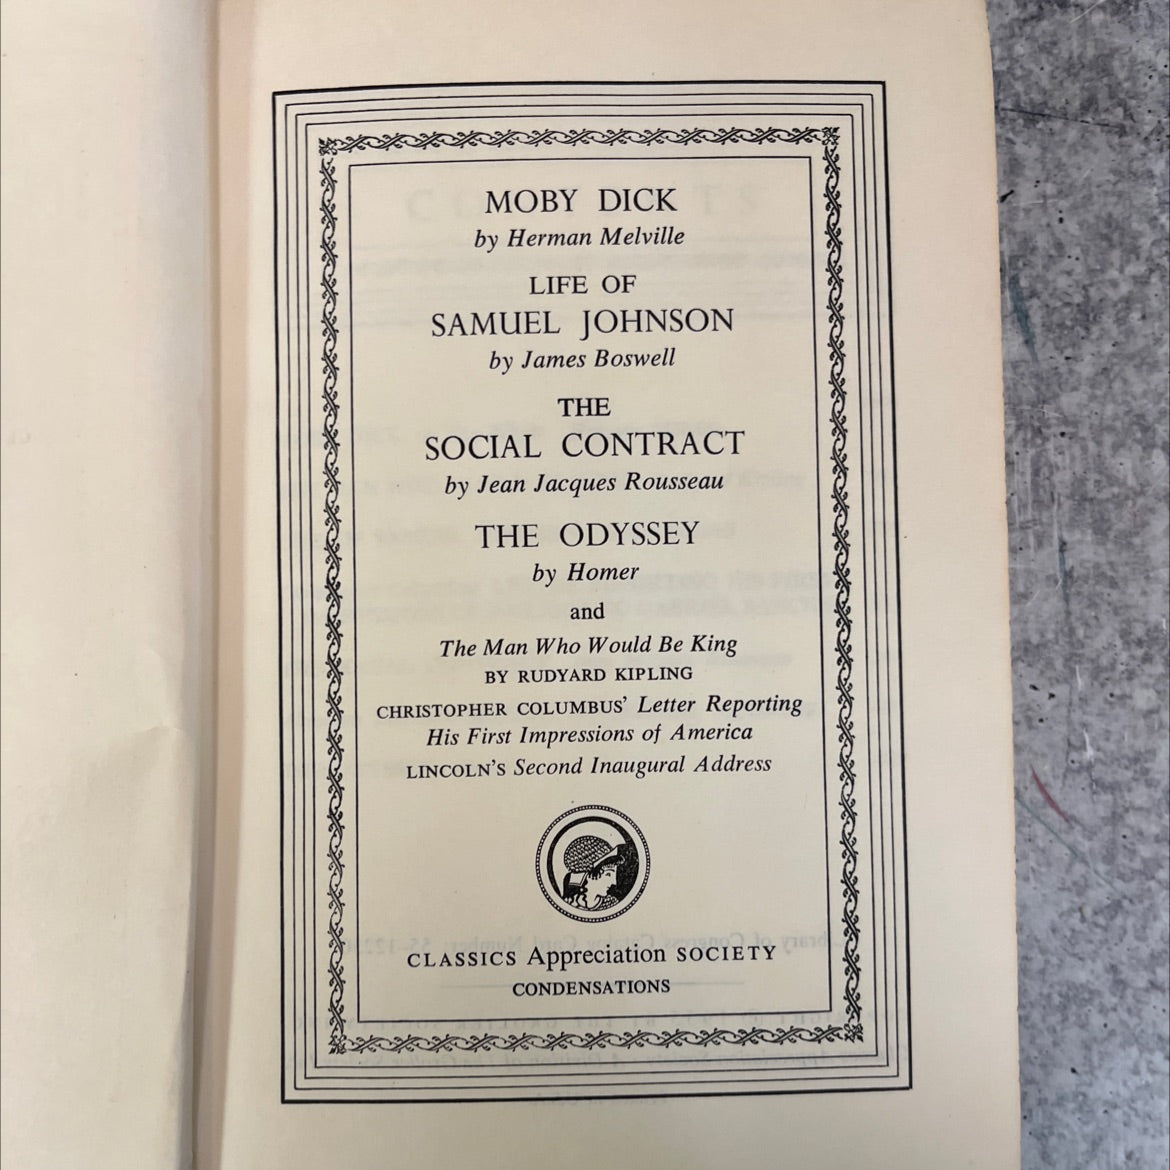 MOBY DICK
by Herman Melville
LIFE OF
SAMUEL JOHNSON
by James Boswell
THE
SOCIAL CONTRACT
by Jean Jacques Rousseau
THE ODYSSEY
by Homer
and
The Man Who Would Be King
BY RUDYARD KIPLING
CHRISTOPHER COLUMBUS' Letter Reporting
His First Impressions of America
LINCOLN'S Second Inaugural Address
CLASSICS Appreciation SOCIETY
CONDENSATIONS